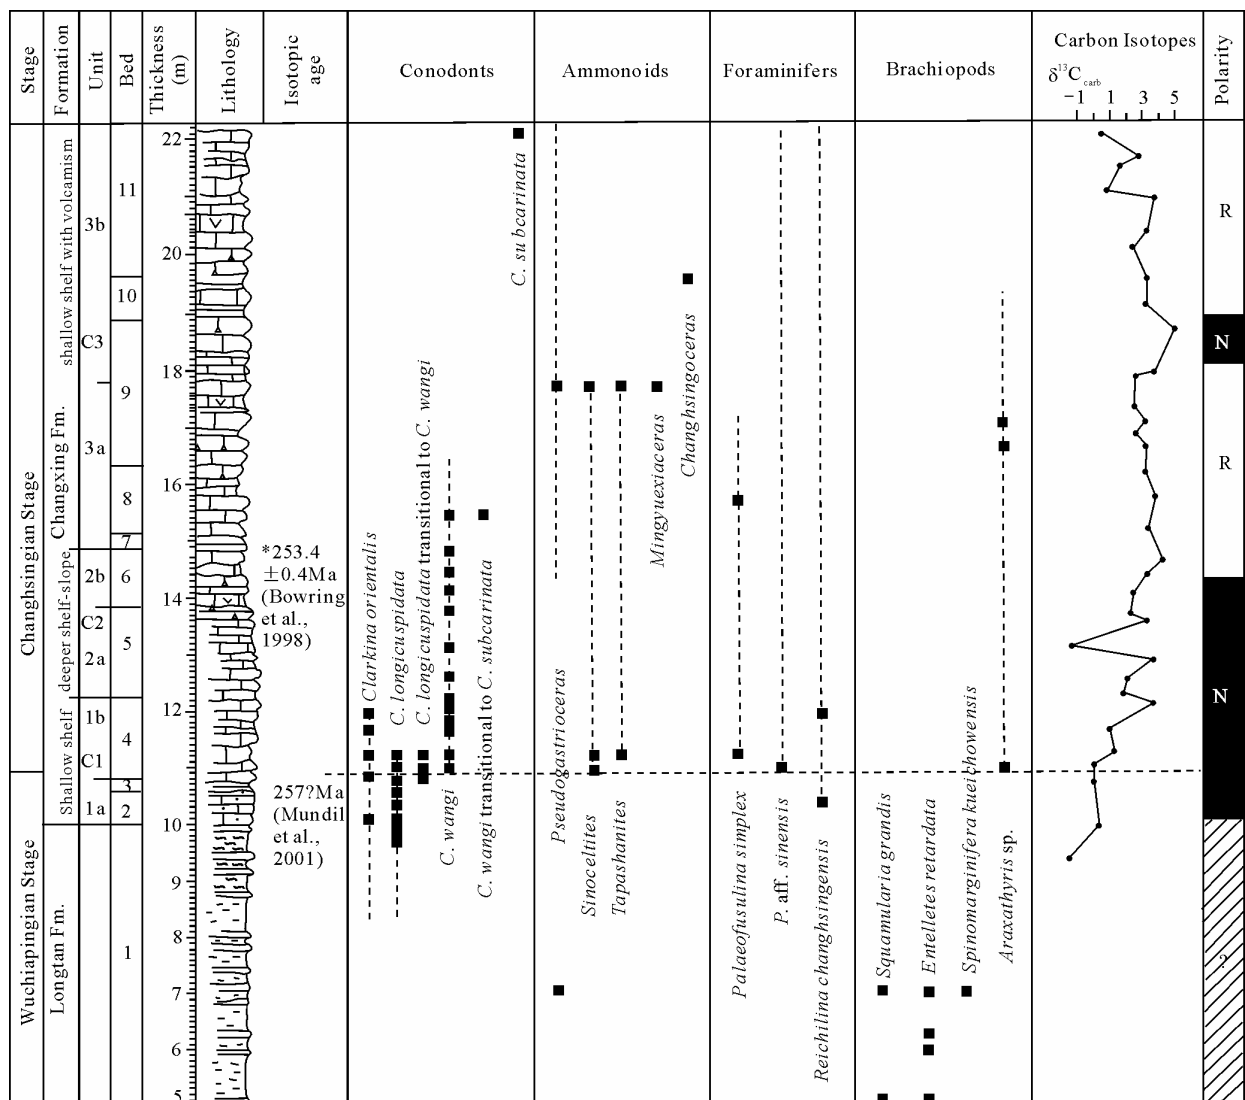 Stage
Formation
Unit
Bed
Thickness
(m)
Lithology
Isotopic
age
Conodonts
Ammonoids
Foraminifers
Brachiopods
Carbon Isotopes
δ¹³C carb
−1 1 3 5
Polarity
Changhsingian Stage
Wuchiapingian Stage
shallow shelf with volcamism
Changxing Fm.
deeper shelf-slope,
Shallow shelf
Longtan Fm.
3b
C3
3a
2b
C2
2a
1b
C1
1a
11
10
9
8
7
6
5
4
3
2
1
22
20
18
16
14
12
10
9
8
7
6
5
*253.4
±0.4Ma
(Bowring
et al.,
1998)
257?Ma
(Mundil
et al.,
2001)
Clarkina orientalis
C. longicuspidata
C. longicuspidata transitional to C. wangi
C. wangi
C. wangi transitional to C. subcarinata
C. subcarinata
Pseudogastrioceras
Sinoceltites
Tapashanites
Mingyuexiaceras
Changhsingoceras
Palaeofusulina simplex
P. aff. sinensis
Reichilina changhsingensis
Squamularia grandis
Entelletes retardata
Spinomarginifera kueichowensis
Araxathyris sp.
R
N
R
N
?